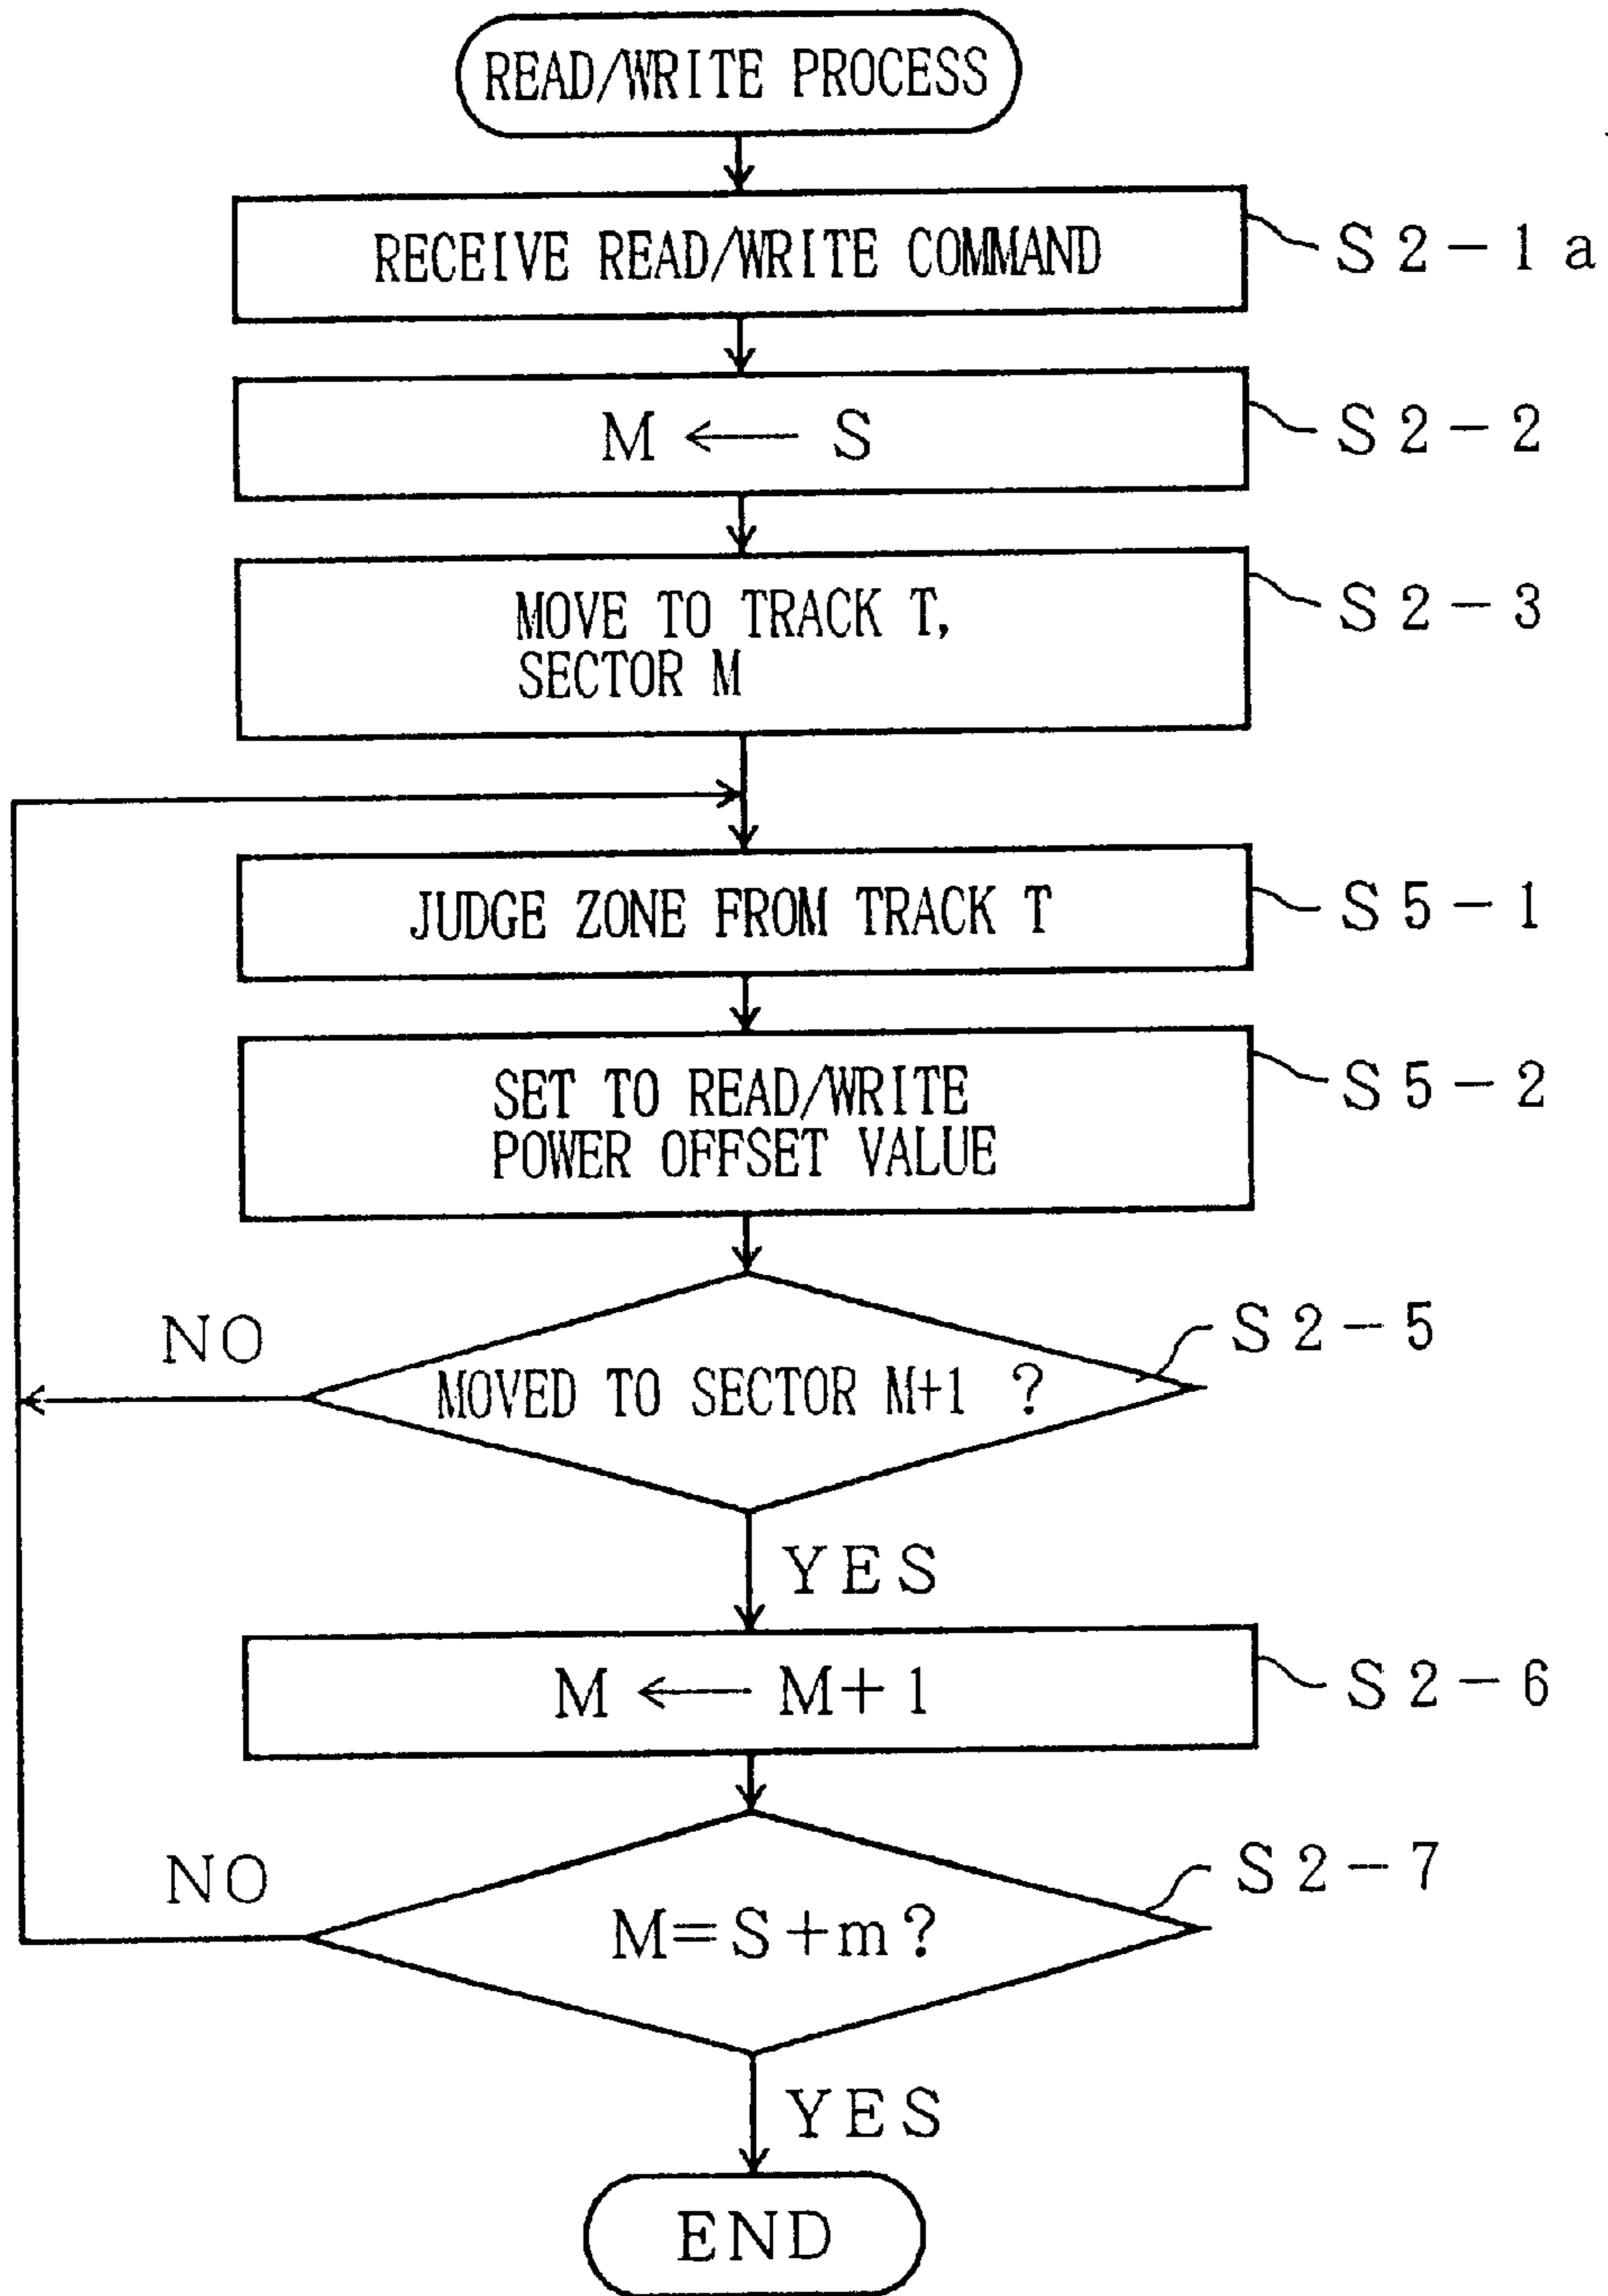 READ/WRITE PROCESS
RECEIVE READ/WRITE COMMAND
S2-1a
M ← S
S2-2
MOVE TO TRACK T,
SECTOR M
S2-3
JUDGE ZONE FROM TRACK T
S5-1
SET TO READ/WRITE
POWER OFFSET VALUE
S5-2
NO
MOVED TO SECTOR M+1 ?
S2-5
YES
M ← M+1
S2-6
NO
M=S+m?
S2-7
YES
END